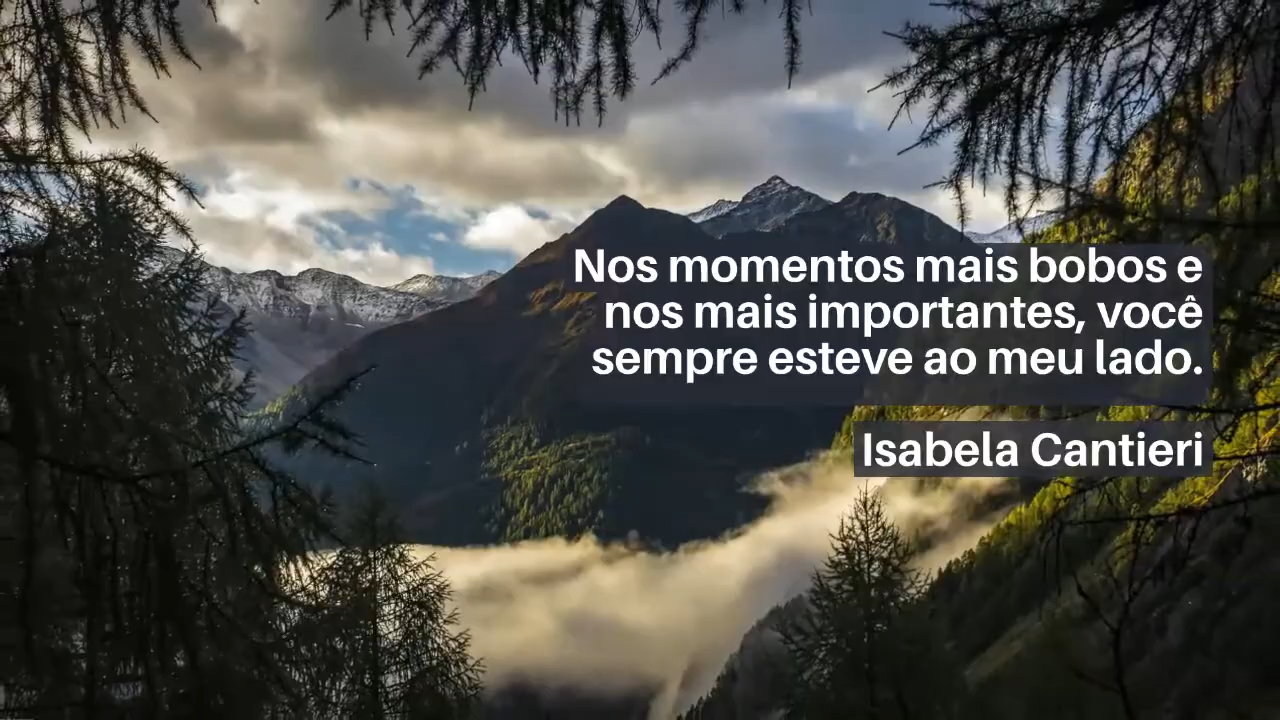 Nos momentos mais bobos e
nos mais importantes, você
sempre esteve ao meu lado.
Isabela Cantieri